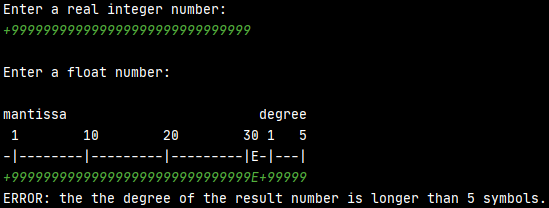 Enter a real integer number:
+999999999999999999999999999999
Enter a float number:
mantissa                        degree
 1        10        20        30 1   5
-|--------|---------|---------|E-|---|
+999999999999999999999999999999E+99999
ERROR: the the degree of the result number is longer than 5 symbols.